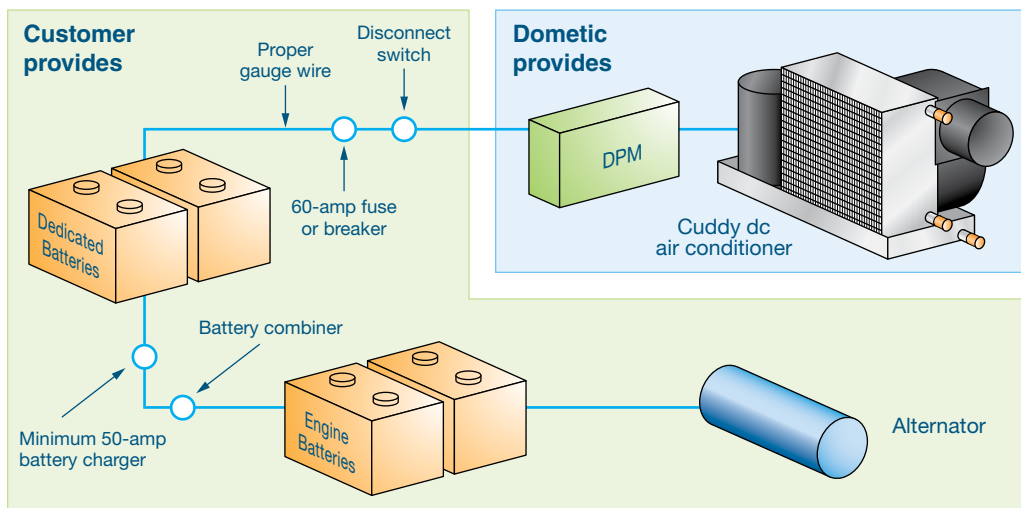 Customer
provides
Proper
gauge wire
Disconnect
switch
Dometic
provides
DPM
60-amp fuse
or breaker
Cuddy dc
air conditioner
Dedicated
Batteries
Battery combiner
Minimum 50-amp
battery charger
Engine
Batteries
Alternator